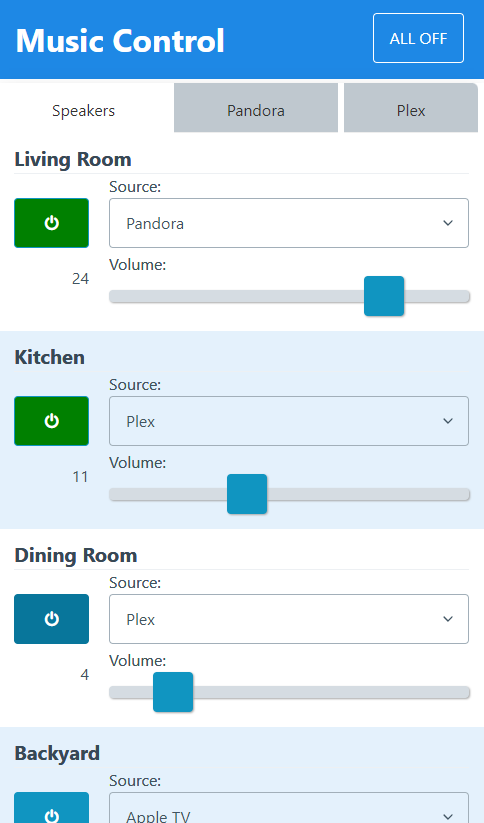 Music Control
ALL OFF
Speakers
Pandora
Plex
Living Room
Source:
Pandora
Volume:
24
Kitchen
Source:
Plex
Volume:
11
Dining Room
Source:
Plex
Volume:
4
Backyard
Source:
Apple TV